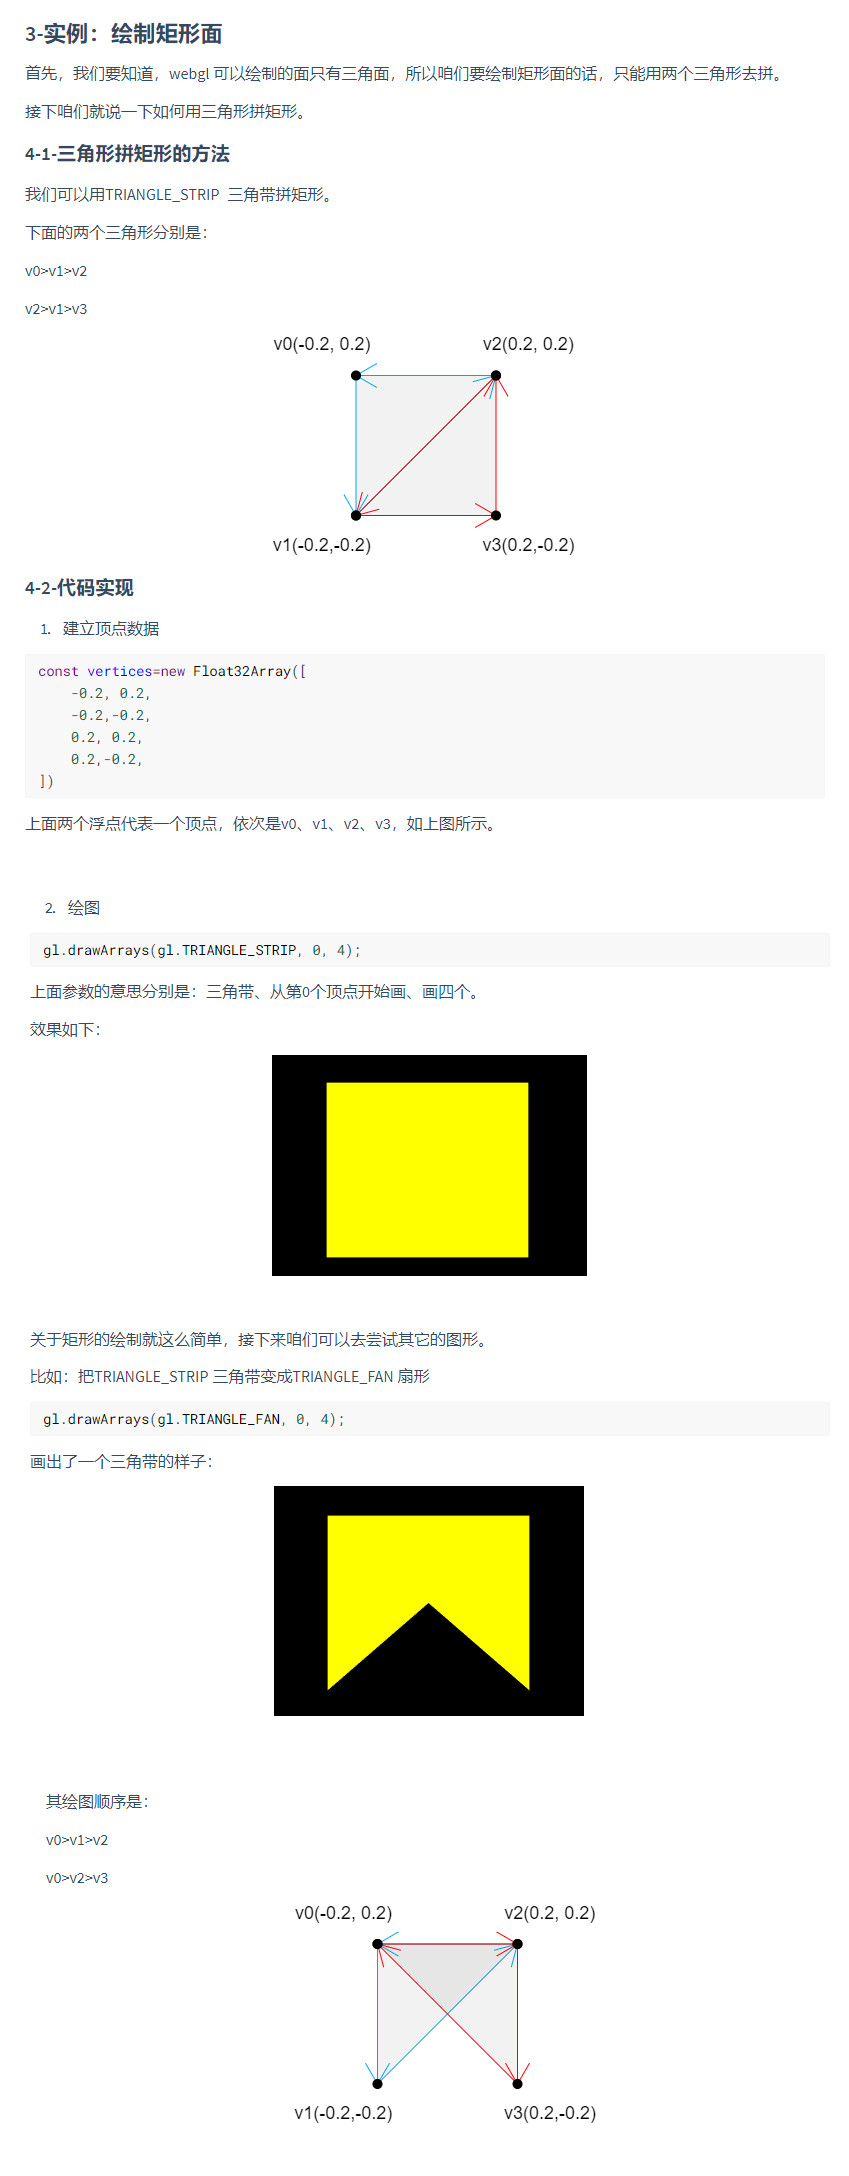 3-实例：绘制矩形面
首先，我们要知道，webgl 可以绘制的面只有三角面，所以咱们要绘制矩形面的话，只能用两个三角形去拼。
接下咱们就说一下如何用三角形拼矩形。
4-1-三角形拼矩形的方法
我们可以用TRIANGLE_STRIP 三角带拼矩形。
下面的两个三角形分别是：
v0>v1>v2
v2>v1>v3
v0(-0.2, 0.2) v2(0.2, 0.2)
v1(-0.2,-0.2) v3(0.2,-0.2)
4-2-代码实现
1. 建立顶点数据
const vertices=new Float32Array([
-0.2, 0.2,
-0.2,-0.2,
0.2, 0.2,
0.2,-0.2,
])
上面两个浮点代表一个顶点，依次是v0、v1、v2、v3，如上图所示。
2. 绘图
gl.drawArrays(gl.TRIANGLE_STRIP, 0, 4);
上面参数的意思分别是：三角带、从第0个顶点开始画、画四个。
效果如下：
关于矩形的绘制就这么简单，接下来咱们可以去尝试其它的图形。
比如：把TRIANGLE_STRIP 三角带变成TRIANGLE_FAN 扇形
gl.drawArrays(gl.TRIANGLE_FAN, 0, 4);
画出了一个三角带的样子：
其绘图顺序是：
v0>v1>v2
v0>v2>v3
v0(-0.2, 0.2) v2(0.2, 0.2)
v1(-0.2,-0.2) v3(0.2,-0.2)